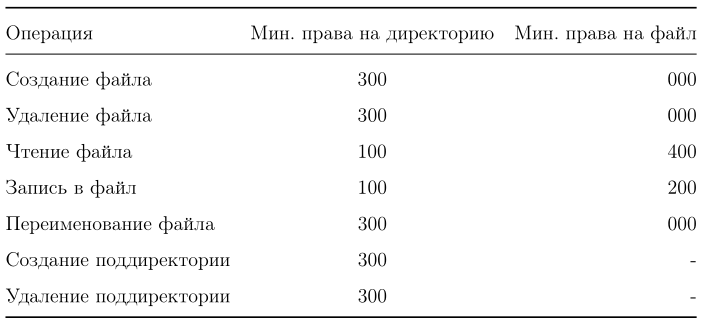 Операция Мин. права на директорию Мин. права на файл
Создание файла 300 000
Удаление файла 300 000
Чтение файла 100 400
Запись в файл 100 200
Переименование файла 300 000
Создание поддиректории 300 -
Удаление поддиректории 300 -